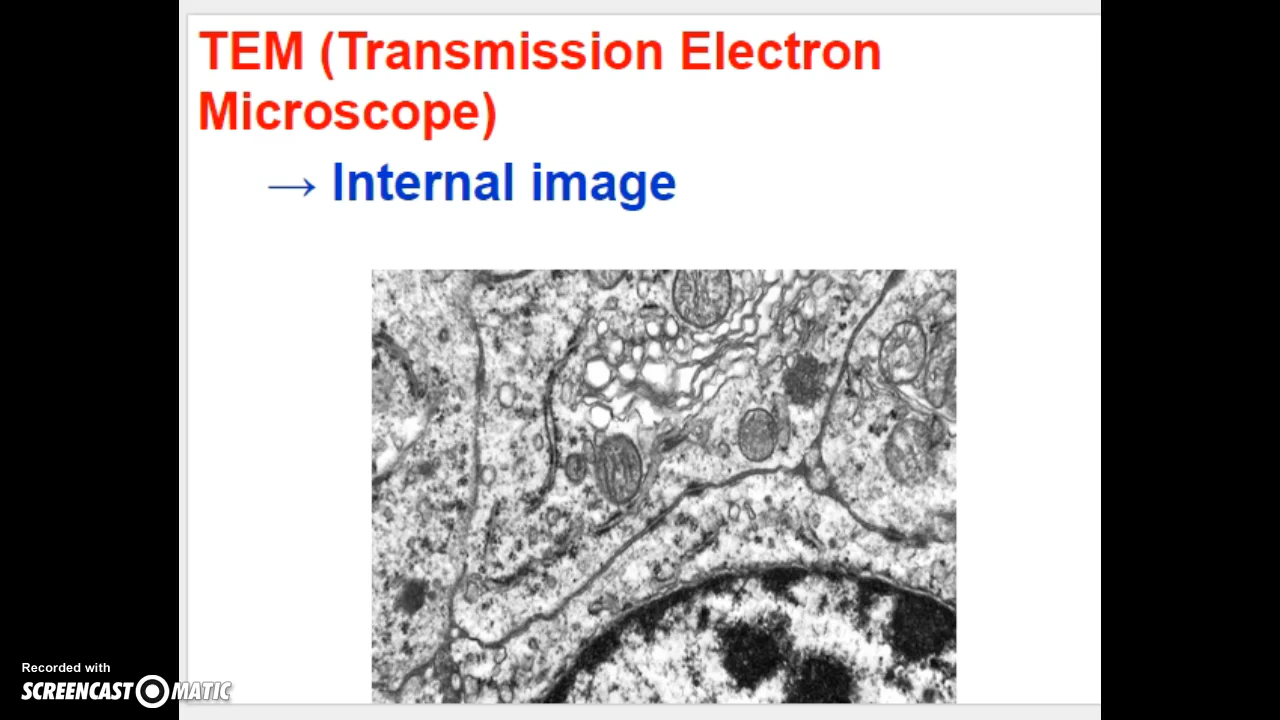 TEM (Transmission Electron
Microscope)
→ Internal image
Recorded with
SCREENCAST MATIC